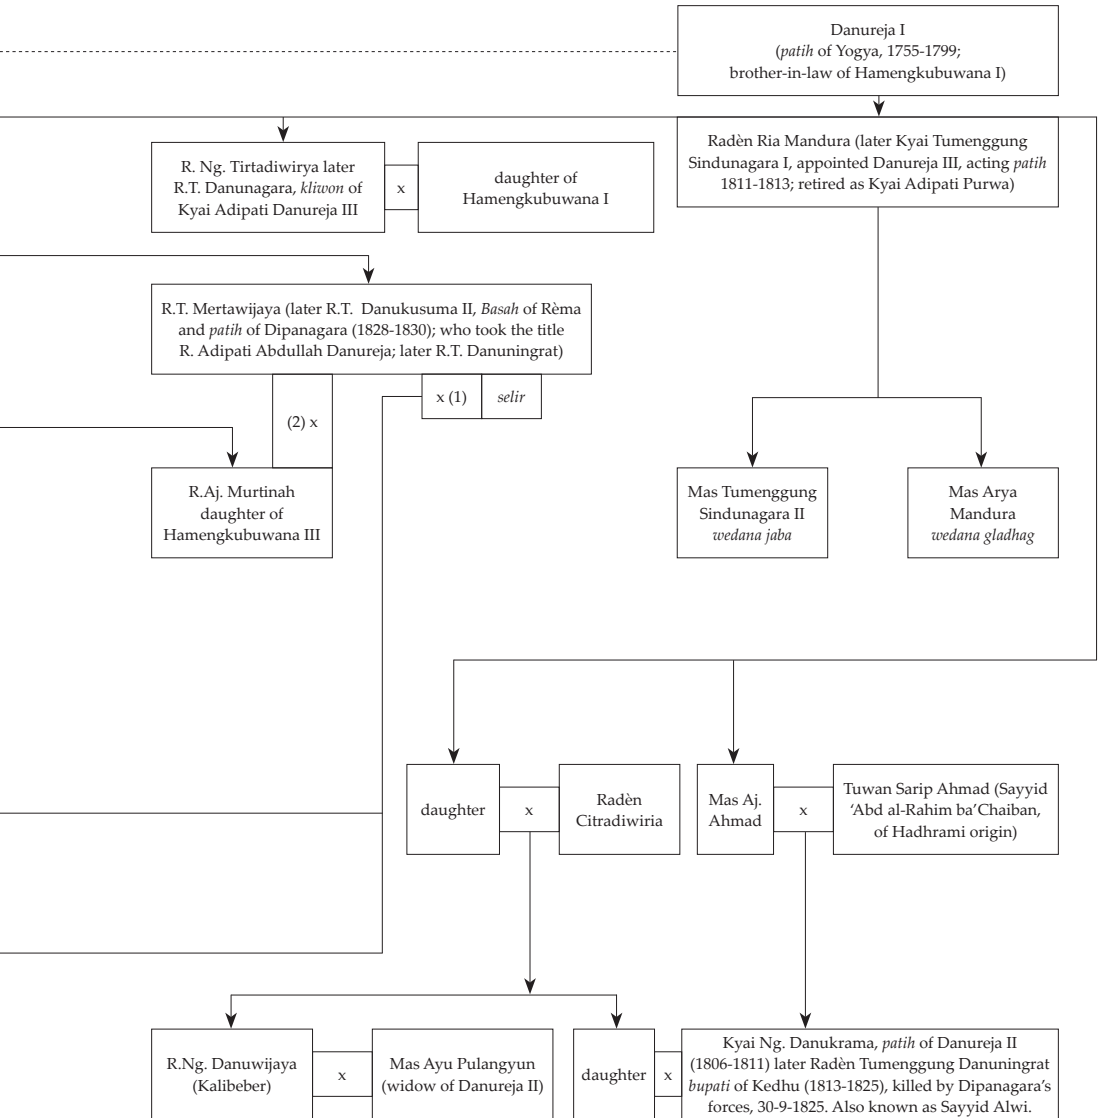 Danureja I
(patih of Yogya, 1755-1799;
brother-in-law of Hamengkubuwana I)
R. Ng. Tirtadiwirya later
R.T. Danunagara, kliwon of
Kyai Adipati Danureja III
x
daughter of
Hamengkubuwana I
Radèn Ria Mandura (later Kyai Tumenggung
Sindunagara I, appointed Danureja III, acting patih
1811-1813; retired as Kyai Adipati Purwa)
R.T. Mertawijaya (later R.T. Danukusuma II, Basah of Rèma
and patih of Dipanagara (1828-1830); who took the title
R. Adipati Abdullah Danureja; later R.T. Danuningrat)
x (1)
selir
(2) x
R.Aj. Murtinah
daughter of
Hamengkubuwana III
Mas Tumenggung
Sindunagara II
wedana jaba
Mas Arya
Mandura
wedana gladhag
daughter
x
Radèn
Citradiwiria
Mas Aj.
Ahmad
x
Tuwan Sarip Ahmad (Sayyid
‘Abd al-Rahim ba’Chaiban,
of Hadhrami origin)
R.Ng. Danuwijaya
(Kalibeber)
x
Mas Ayu Pulangyun
(widow of Danureja II)
daughter
x
Kyai Ng. Danukrama, patih of Danureja II
(1806-1811) later Radèn Tumenggung Danuningrat
bupati of Kedhu (1813-1825), killed by Dipanagara’s
forces, 30-9-1825. Also known as Sayyid Alwi.